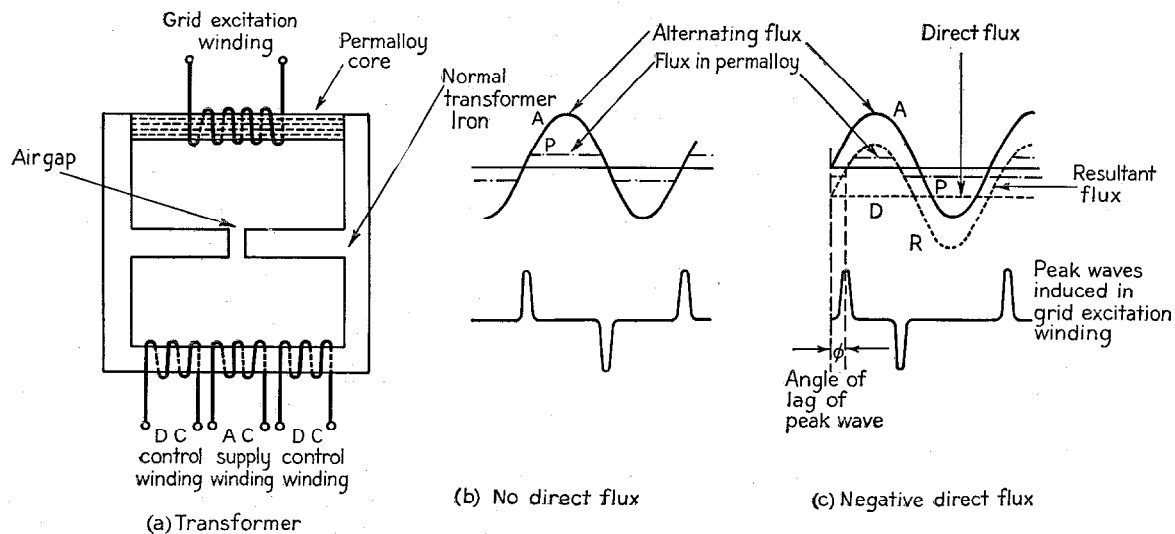 Grid excitation
winding
Permalloy
core
Normal
transformer
Iron
Air gap
D C
control
winding
A C
supply
winding
D C
control
winding
(a) Transformer
Alternating flux
Flux in permalloy
A
P
(b) No direct flux
Direct flux
A
P
D
R
Resultant
flux
Peak waves
induced in
grid excitation
winding
ϕ
Angle of
lag of
peak wave
(c) Negative direct flux